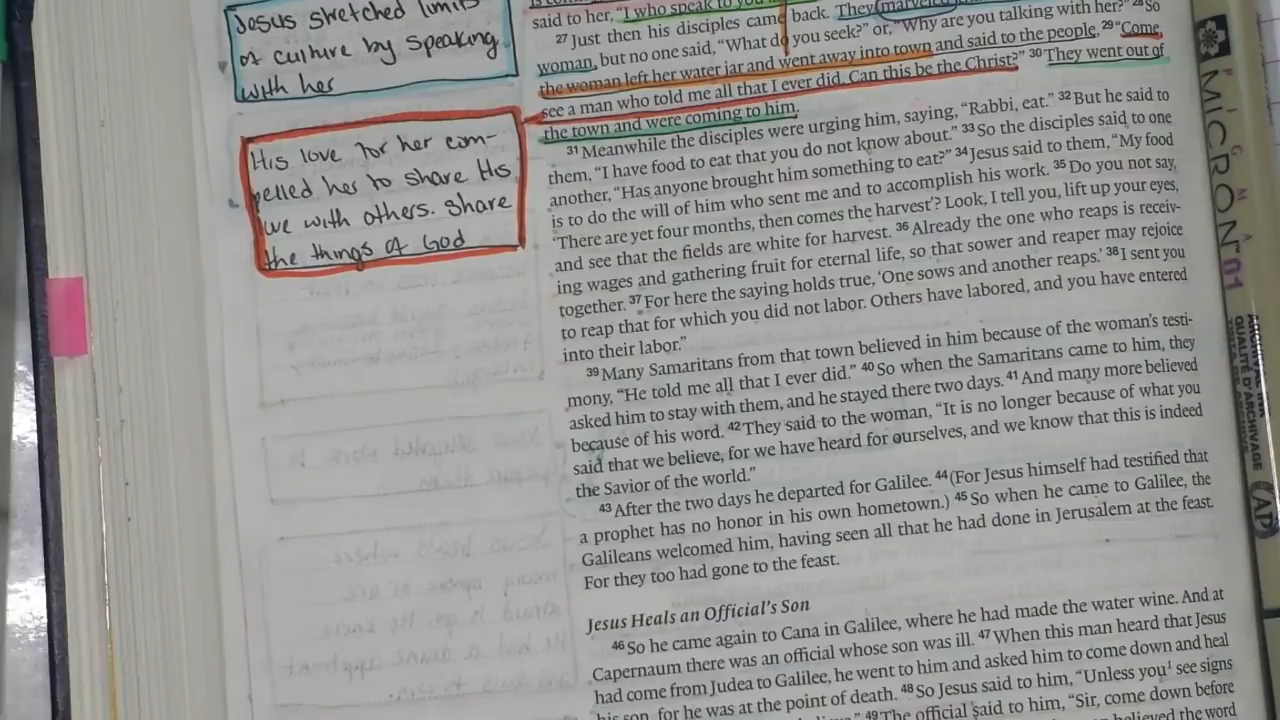 Jesus stretched limits
of culture by speaking
with her
His love for her com-
pelled her to share His
love with others. Share
the things of God
said to her, "I who speak to you
27 Just then his disciples came back. They marveled
woman, but no one said, "What do you seek?" or, "Why are you talking with her?" 28 So
the woman left her water jar and went away into town and said to the people, 29 "Come,
see a man who told me all that I ever did. Can this be the Christ?" 30 They went out of
the town and were coming to him.
31 Meanwhile the disciples were urging him, saying, "Rabbi, eat." 32 But he said to
them, "I have food to eat that you do not know about." 33 So the disciples said to one
another, "Has anyone brought him something to eat?" 34 Jesus said to them, "My food
is to do the will of him who sent me and to accomplish his work. 35 Do you not say,
'There are yet four months, then comes the harvest'? Look, I tell you, lift up your eyes,
and see that the fields are white for harvest. 36 Already the one who reaps is receiv-
ing wages and gathering fruit for eternal life, so that sower and reaper may rejoice
together. 37 For here the saying holds true, 'One sows and another reaps.' 38 I sent you
to reap that for which you did not labor. Others have labored, and you have entered
into their labor."
39 Many Samaritans from that town believed in him because of the woman's testi-
mony, "He told me all that I ever did." 40 So when the Samaritans came to him, they
asked him to stay with them, and he stayed there two days. 41 And many more believed
because of his word. 42 They said to the woman, "It is no longer because of what you
said that we believe, for we have heard for ourselves, and we know that this is indeed
the Savior of the world."
43 After the two days he departed for Galilee. 44 (For Jesus himself had testified that
a prophet has no honor in his own hometown.) 45 So when he came to Galilee, the
Galileans welcomed him, having seen all that he had done in Jerusalem at the feast.
For they too had gone to the feast.
Jesus Heals an Official's Son
46 So he came again to Cana in Galilee, where he had made the water wine. And at
Capernaum there was an official whose son was ill. 47 When this man heard that Jesus
had come from Judea to Galilee, he went to him and asked him to come down and heal
his son, for he was at the point of death. 48 So Jesus said to him, "Unless you see signs
49 The official said to him, "Sir, come down before
believed the word
PIGMA
MICRON™ 01
ARCHIVAL INK
QUALITÉ D'ARCHIVAGE
AP